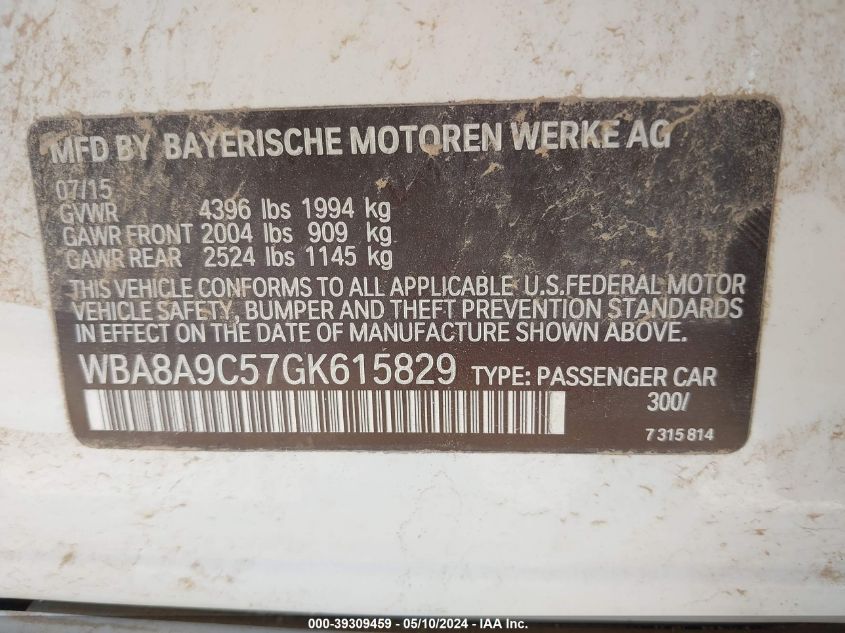 MFD BY BAYERISCHE MOTOREN WERKE AG
07/15
GVWR 4396 lbs 1994 kg
GAWR FRONT 2004 lbs 909 kg
GAWR REAR 2524 lbs 1145 kg
THIS VEHICLE CONFORMS TO ALL APPLICABLE U.S.FEDERAL MOTOR
VEHICLE SAFETY, BUMPER AND THEFT PREVENTION STANDARDS
IN EFFECT ON THE DATE OF MANUFACTURE SHOWN ABOVE.
WBA8A9C57GK615829 TYPE: PASSENGER CAR
300/
7 315 814
000-39309459 - 05/10/2024 - IAA Inc.